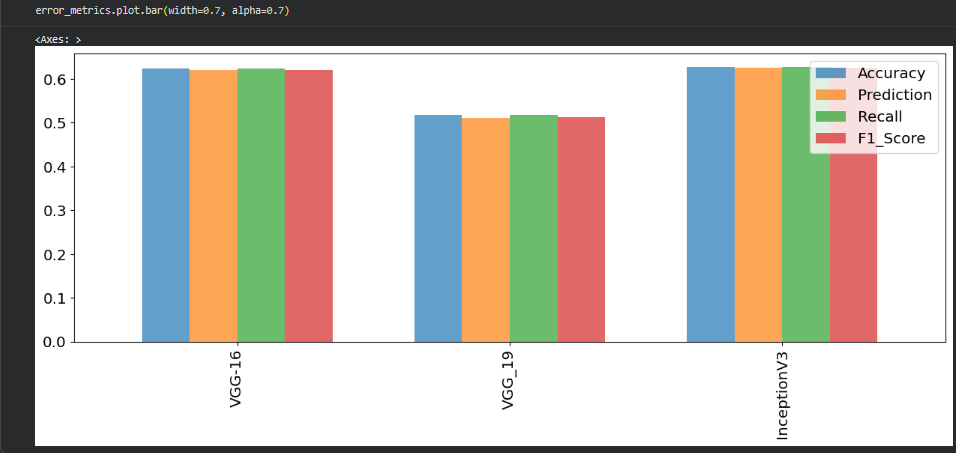 error_metrics.plot.bar(width=0.7, alpha=0.7)
<Axes: >
0.6
0.5
0.4
0.3
0.2
0.1
0.0
Accuracy
Prediction
Recall
F1_Score
VGG-16
VGG_19
InceptionV3